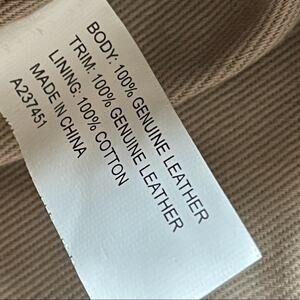 BODY: 100% GENUINE LEATHER
TRIM: 100% GENUINE LEATHER
LINING: 100% COTTON
MADE IN CHINA
A237451